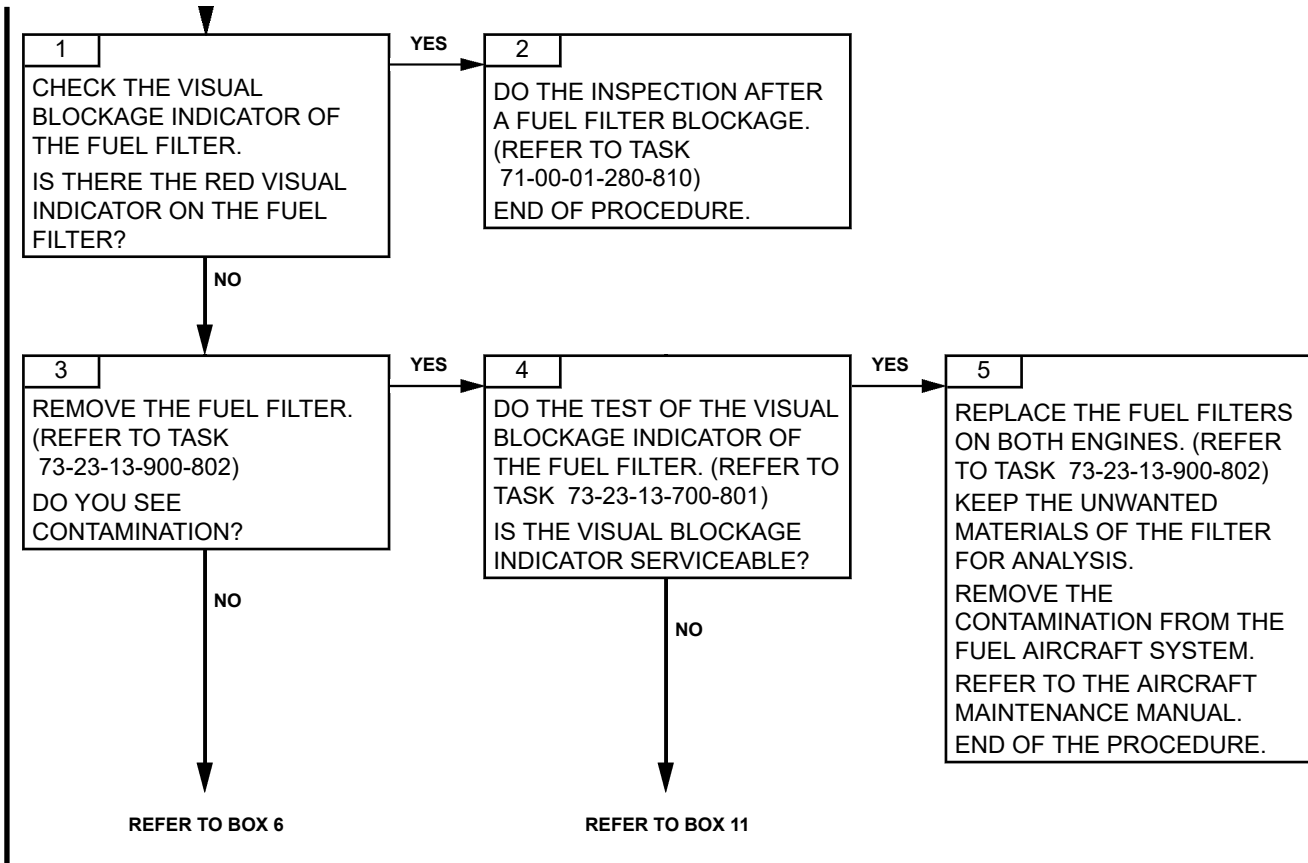 1
CHECK THE VISUAL
BLOCKAGE INDICATOR OF
THE FUEL FILTER.
IS THERE THE RED VISUAL
INDICATOR ON THE FUEL
FILTER?
YES
2
DO THE INSPECTION AFTER
A FUEL FILTER BLOCKAGE.
(REFER TO TASK
71-00-01-280-810)
END OF PROCEDURE.
NO
3
REMOVE THE FUEL FILTER.
(REFER TO TASK
73-23-13-900-802)
DO YOU SEE
CONTAMINATION?
YES
4
DO THE TEST OF THE VISUAL
BLOCKAGE INDICATOR OF
THE FUEL FILTER. (REFER TO
TASK 73-23-13-700-801)
IS THE VISUAL BLOCKAGE
INDICATOR SERVICEABLE?
YES
5
REPLACE THE FUEL FILTERS
ON BOTH ENGINES. (REFER
TO TASK 73-23-13-900-802)
KEEP THE UNWANTED
MATERIALS OF THE FILTER
FOR ANALYSIS.
REMOVE THE
CONTAMINATION FROM THE
FUEL AIRCRAFT SYSTEM.
REFER TO THE AIRCRAFT
MAINTENANCE MANUAL.
END OF THE PROCEDURE.
NO
NO
REFER TO BOX 6
REFER TO BOX 11